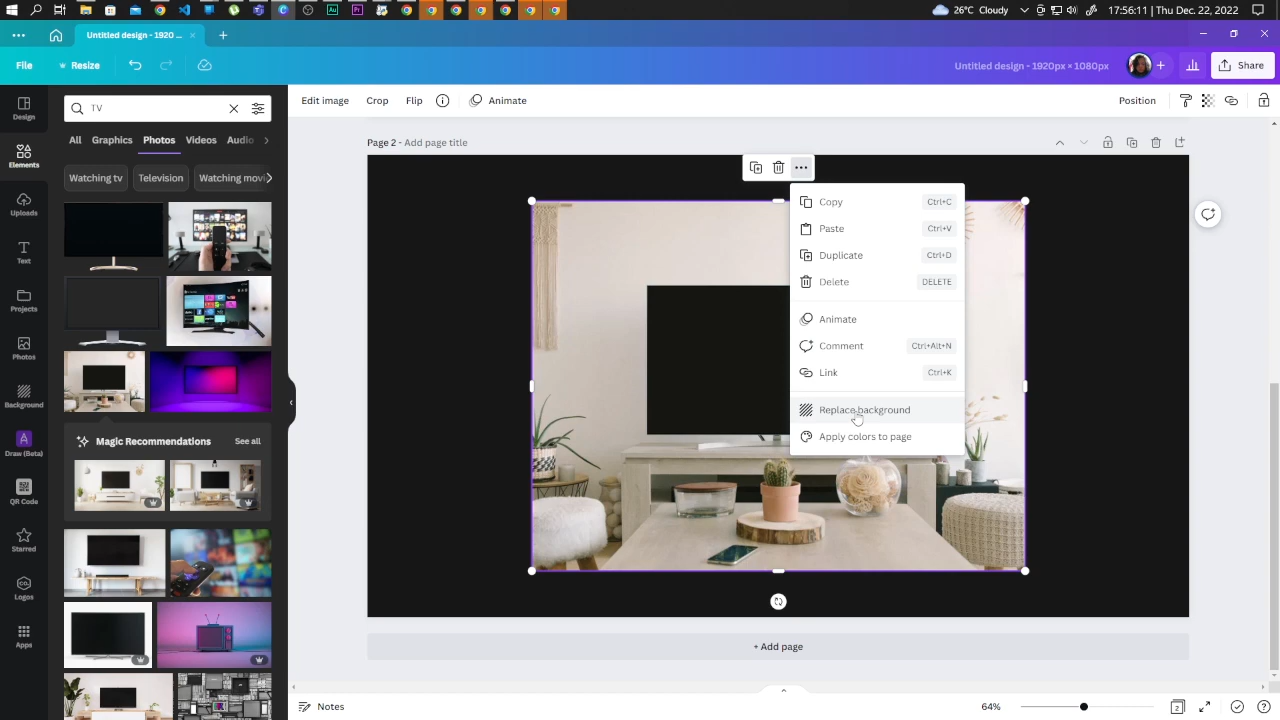 26°C Cloudy
17:56:11 | Thu Dec 22, 2022
Untitled design - 1920 ...
File
Resize
Untitled design - 1920px × 1080px
Share
Design
Elements
Uploads
Text
Projects
Photos
Background
Draw (Beta)
QR Code
Starred
Logos
Apps
TV
All
Graphics
Photos
Videos
Audio
Watching tv
Television
Watching movi
Magic Recommendations
See all
Edit image
Crop
Flip
Animate
Position
Page 2 - Add page title
Copy Ctrl+C
Paste Ctrl+V
Duplicate Ctrl+D
Delete DELETE
Animate
Comment Ctrl+Alt+N
Link Ctrl+K
Replace background
Apply colors to page
+ Add page
Notes
64%
2